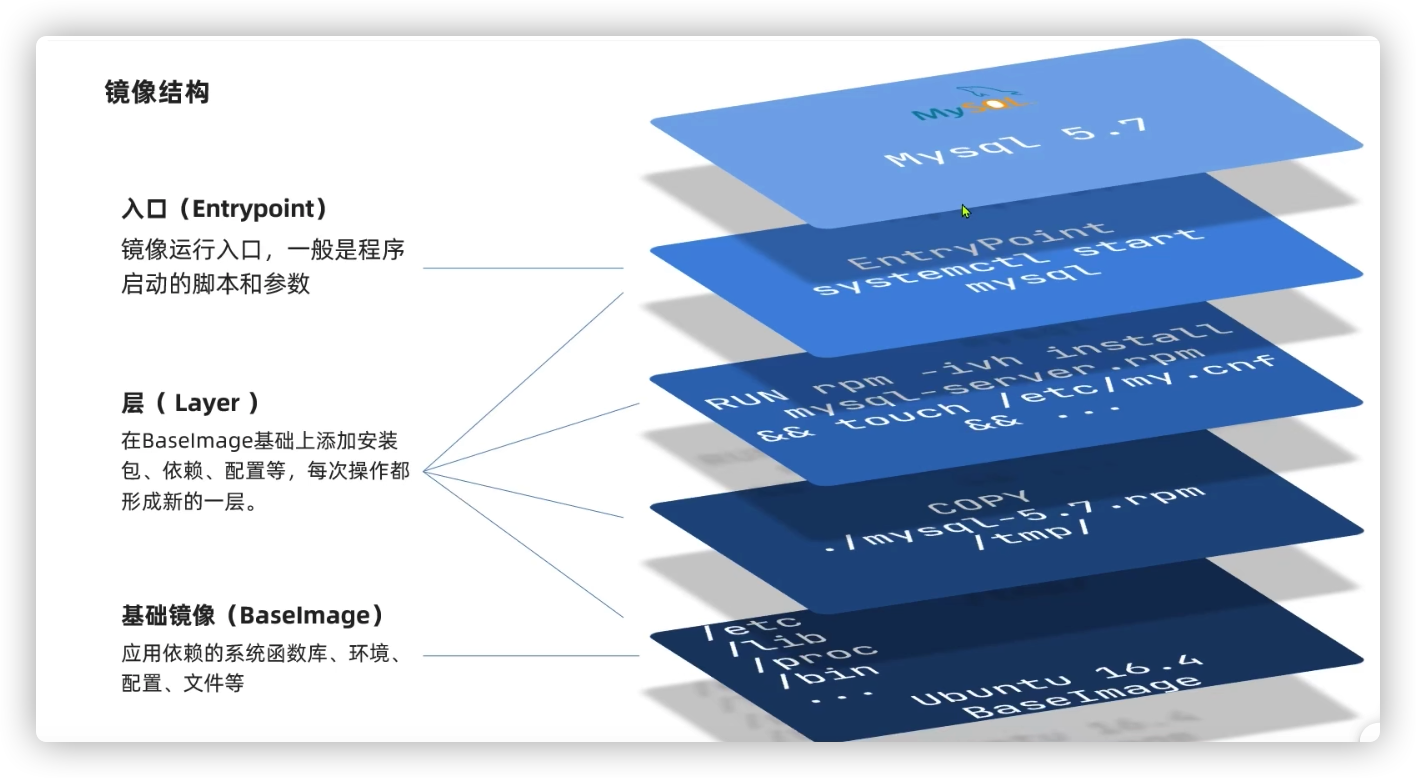 镜像结构
入口（Entrypoint）
镜像运行入口，一般是程序
启动的脚本和参数
层（ Layer ）
在BaseImage基础上添加安装
包、依赖、配置等，每次操作都
形成新的一层。
基础镜像（BaseImage）
应用依赖的系统函数库、环境、
配置、文件等
MySQL
Mysql 5.7
EntryPoint
systemctl start
mysql
RUN rpm -ivh install
mysql-server.rpm
&& touch /etc/my.cnf
&& ...
COPY
./mysql-5.7.rpm
/tmp/
/etc
/lib
/proc
/bin
...
Ubuntu 16.4
BaseImage